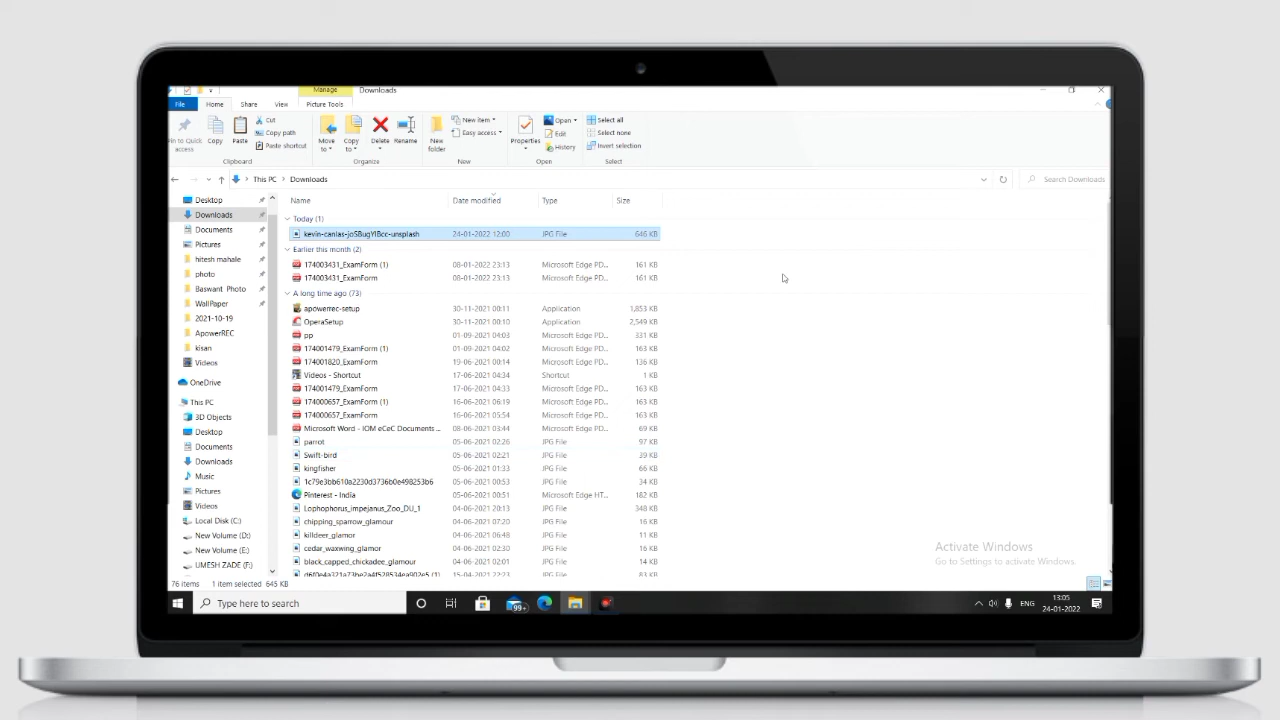 Manage Downloads
File Home Share View Picture Tools
Pin to Quick access
Copy
Paste
Cut
Copy path
Paste shortcut
Clipboard
Move to
Copy to
Delete
Rename
Organize
New folder
New item
Easy access
New
Properties
Open
Edit
History
Open
Select all
Select none
Invert selection
Select
This PC > Downloads
Search Downloads
Name Date modified Type Size
Desktop
Downloads
Documents
Pictures
hitesh mahale
photo
Baswant Photo
WallPaper
2021-10-19
ApowerREC
kisan
Videos
OneDrive
This PC
3D Objects
Desktop
Documents
Downloads
Music
Pictures
Videos
Local Disk (C:)
New Volume (D:)
New Volume (E:)
UMESH ZADE (F:)
Today (1)
24-01-2022 12:00 JPG File 646 KB
Earlier this month (2)
174003431_ExamForm (1) 08-01-2022 23:13 Microsoft Edge PD... 161 KB
174003431_ExamForm 08-01-2022 23:13 Microsoft Edge PD... 161 KB
A long time ago (73)
apowerrec-setup 30-11-2021 00:11 Application 1,853 KB
OperaSetup 30-11-2021 00:10 Application 2,549 KB
pp 01-09-2021 04:03 Microsoft Edge PD... 331 KB
174001479_ExamForm (1) 01-09-2021 04:02 Microsoft Edge PD... 163 KB
174001820_ExamForm 19-06-2021 00:14 Microsoft Edge PD... 136 KB
Videos - Shortcut 17-06-2021 04:34 Shortcut 1 KB
174001479_ExamForm 17-06-2021 04:33 Microsoft Edge PD... 163 KB
174000657_ExamForm (1) 16-06-2021 06:19 Microsoft Edge PD... 163 KB
174000657_ExamForm 16-06-2021 05:54 Microsoft Edge PD... 163 KB
Microsoft Word - IOM eCeC Documents ... 08-06-2021 03:44 Microsoft Edge PD... 69 KB
parrot 05-06-2021 02:26 JPG File 97 KB
Swift-bird 05-06-2021 02:21 JPG File 39 KB
kingfisher 05-06-2021 01:33 JPG File 66 KB
1c79e3bb610a2230d3736b0e498253b6 05-06-2021 00:53 JPG File 34 KB
Pinterest - India 05-06-2021 00:51 Microsoft Edge HT... 182 KB
Lophophorus_impejanus_Zoo_DU_1 04-06-2021 20:13 JPG File 348 KB
chipping_sparrow_glamour 04-06-2021 07:20 JPG File 16 KB
killdeer_glamor 04-06-2021 06:48 JPG File 11 KB
cedar_waxwing_glamor 04-06-2021 02:30 JPG File 16 KB
black_capped_chickadee_glamour 04-06-2021 02:01 JPG File 14 KB
15-04-2021 22:23 JPG File 83 KB
Activate Windows
Go to Settings to activate Windows.
76 items 1 item selected 645 KB
Type here to search
99+
ENG
13:05
24-01-2022